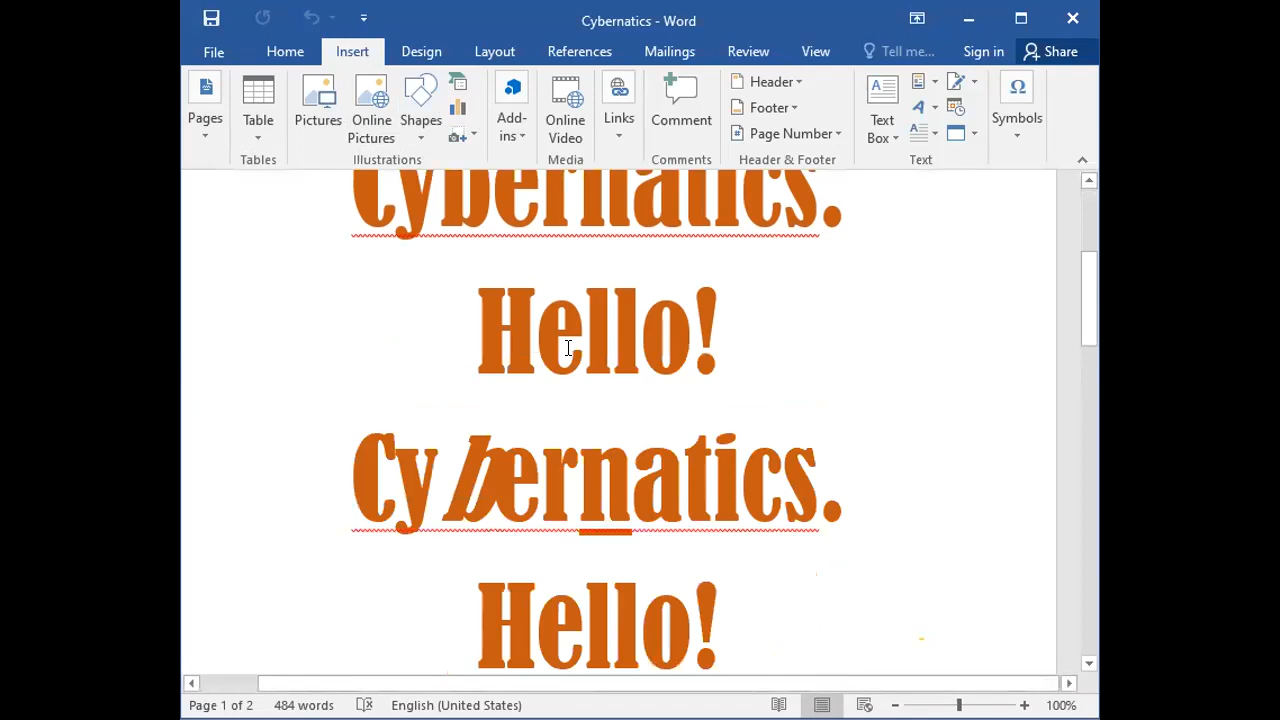 Cybernatics - Word
File Home Insert Design Layout References Mailings Review View Tell me... Sign in Share
Pages Table Pictures Online Pictures Shapes Add-ins Online Video Links Comment Header Footer Page Number Text Box Symbols
Tables Illustrations Media Comments Header & Footer Text
Cybernatics.
Hello!
Cybernatics.
Hello!
Page 1 of 2 484 words English (United States) 100%